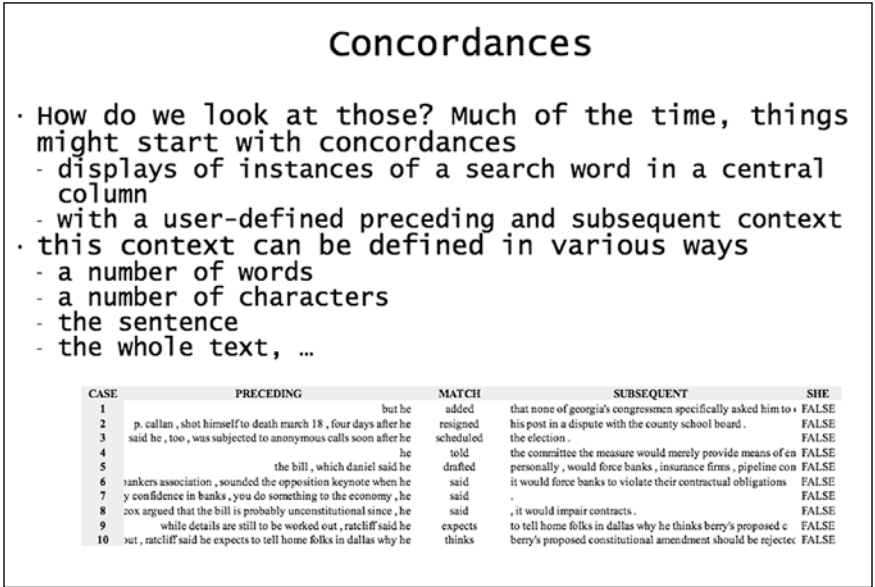 Concordances
· How do we look at those? Much of the time, things
might start with concordances
- displays of instances of a search word in a central
column
- with a user-defined preceding and subsequent context
· this context can be defined in various ways
- a number of words
- a number of characters
- the sentence
- the whole text, …
CASE PRECEDING MATCH SUBSEQUENT SHE
1 but he added that none of georgia's congressmen specifically asked him to FALSE
2 p. callan , shot himself to death march 18 , four days after he resigned his post in a dispute with the county school board . FALSE
3 said he , too , was subjected to anonymous calls soon after he scheduled the election . FALSE
4 he told the committee the measure would merely provide means of en FALSE
5 the bill , which daniel said he drafted personally , would force banks , insurance firms , pipeline con FALSE
6 bankers association , sounded the opposition keynote when he said it would force banks to violate their contractual obligations FALSE
7 y confidence in banks , you do something to the economy , he said . FALSE
8 cox argued that the bill is probably unconstitutional since , he said , it would impair contracts . FALSE
9 while details are still to be worked out , ratcliff said he expects to tell home folks in dallas why he thinks berry's proposed c FALSE
10 out , ratcliff said he expects to tell home folks in dallas why he thinks berry's proposed constitutional amendment should be rejected FALSE